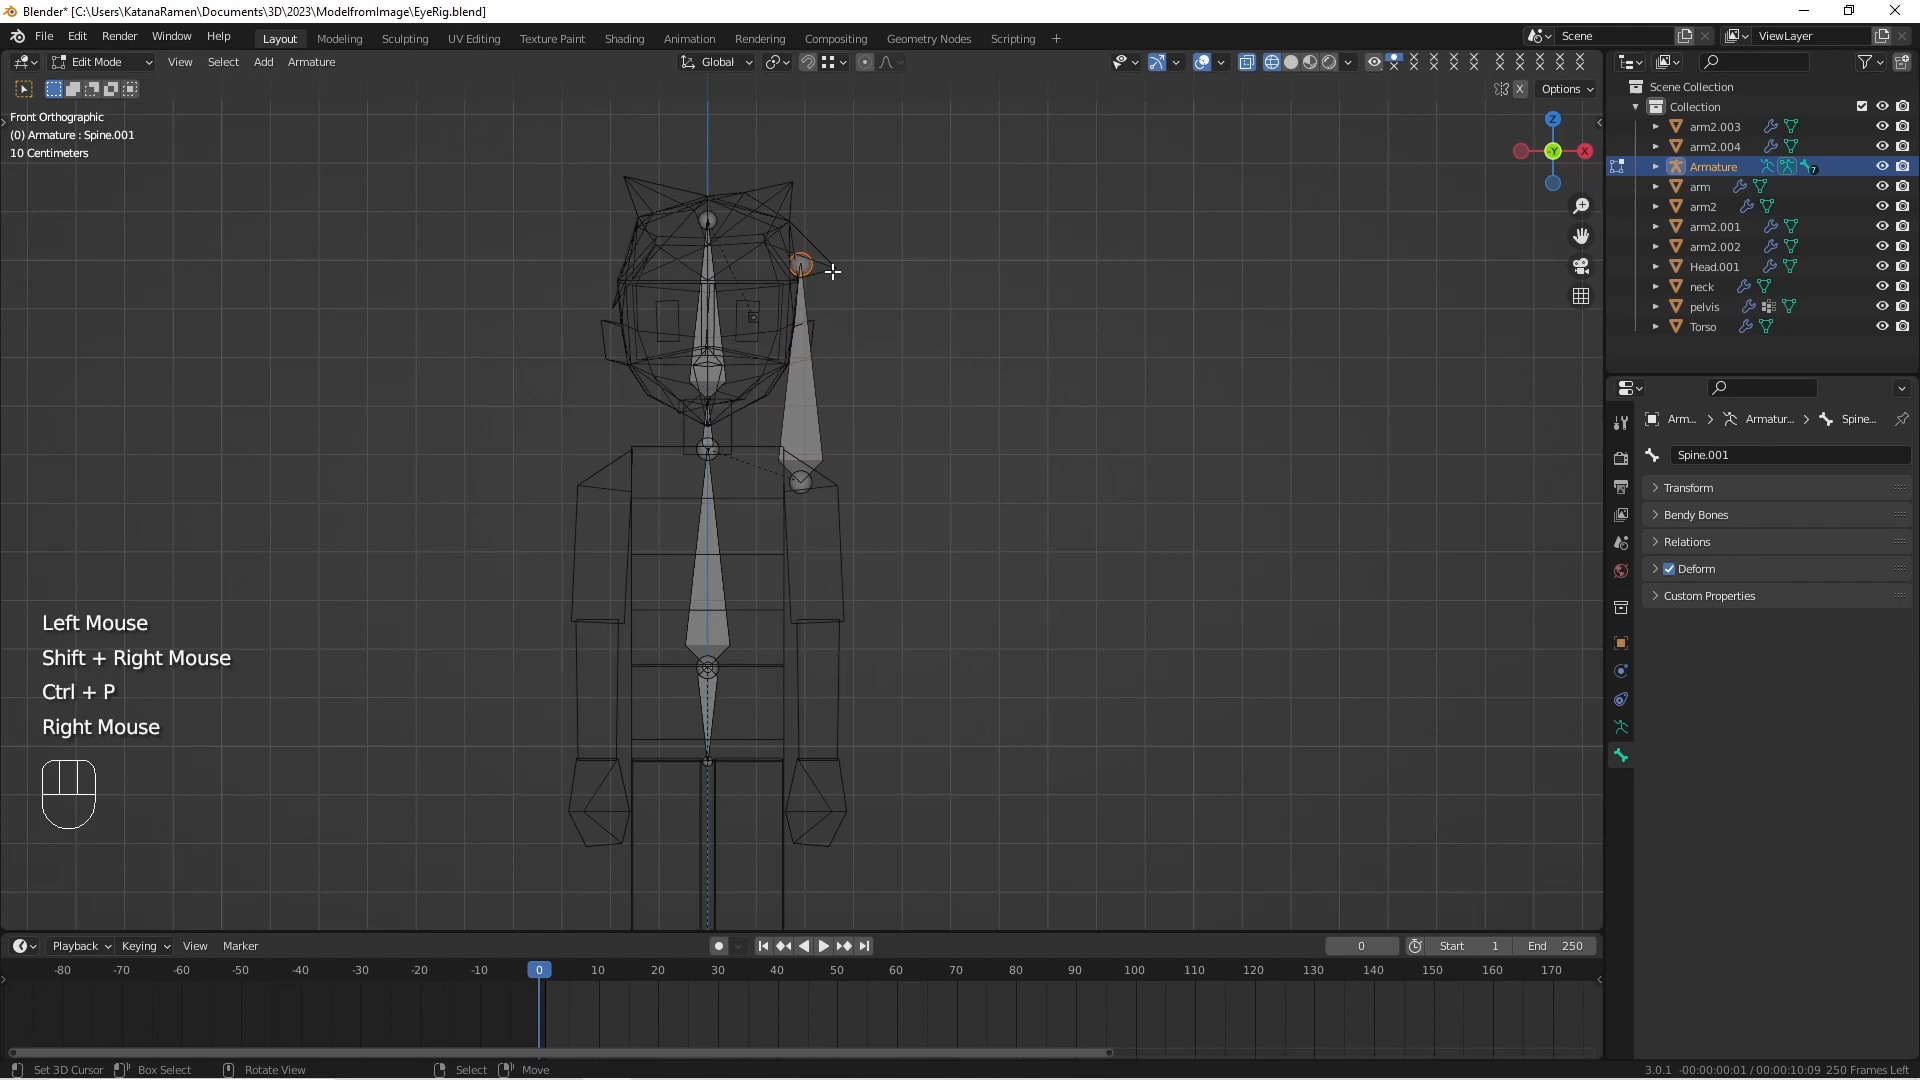 Blender* [C:\Users\KatanaRamen\Documents\3D\2023\ModelfromImage\EyeRig.blend]
File Edit Render Window Help Layout Modeling Sculpting UV Editing Texture Paint Shading Animation Rendering Compositing Geometry Nodes Scripting + Scene ViewLayer
Edit Mode View Select Add Armature Global
X Options
Front Orthographic
(0) Armature : Spine.001
10 Centimeters
Z
-Y X
Scene Collection
Collection
arm2.003
arm2.004
Armature 7
arm
arm2
arm2.001
arm2.002
Head.001
neck
pelvis
Torso
Arm... Armatur... Spine...
Spine.001
Transform
Bendy Bones
Relations
Deform
Custom Properties
Left Mouse
Shift + Right Mouse
Ctrl + P
Right Mouse
Playback Keying View Marker 0 Start 1 End 250
-80 -70 -60 -50 -40 -30 -20 -10 0 10 20 30 40 50 60 70 80 90 100 110 120 130 140 150 160 170
Set 3D Cursor Box Select Rotate View Select Move 3.0.1 -00:00:00:01 / 00:00:10:09 250 Frames Left